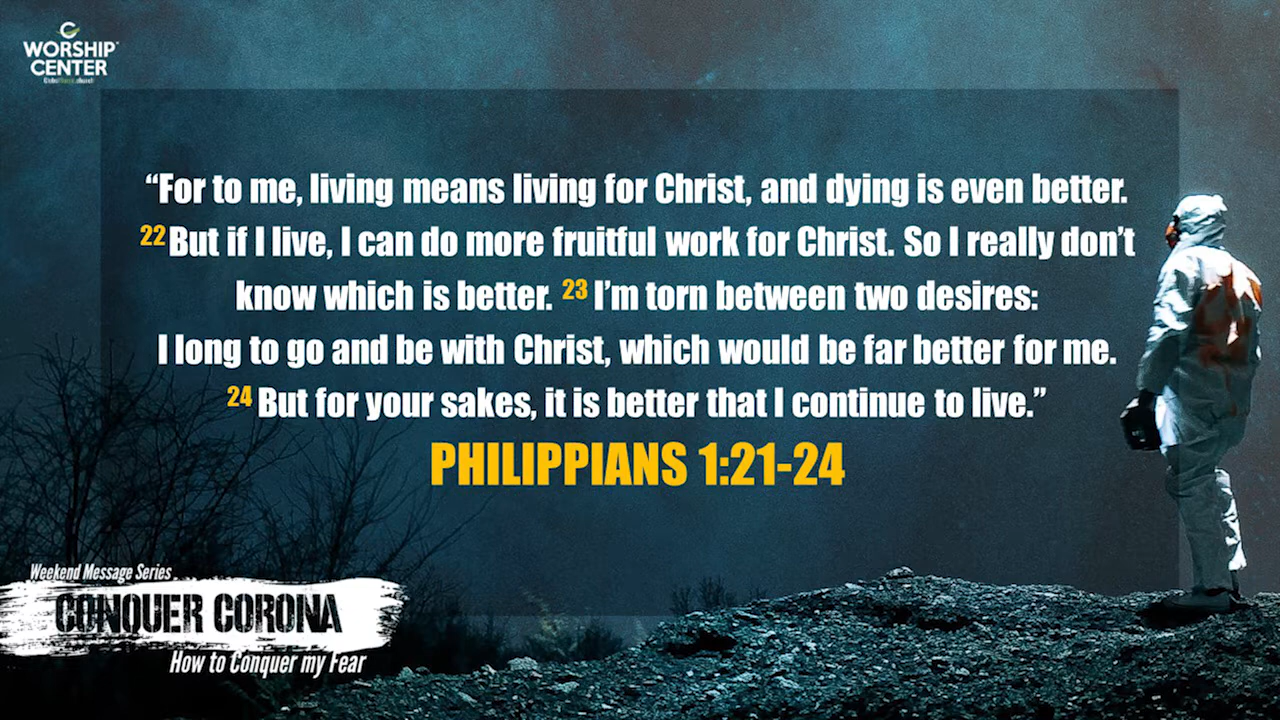 WORSHIP
CENTER
“For to me, living means living for Christ, and dying is even better.
22 But if I live, I can do more fruitful work for Christ. So I really don’t
know which is better. 23 I’m torn between two desires:
I long to go and be with Christ, which would be far better for me.
24 But for your sakes, it is better that I continue to live.”
PHILIPPIANS 1:21-24
Weekend Message Series
CONQUER CORONA
How to Conquer my Fear